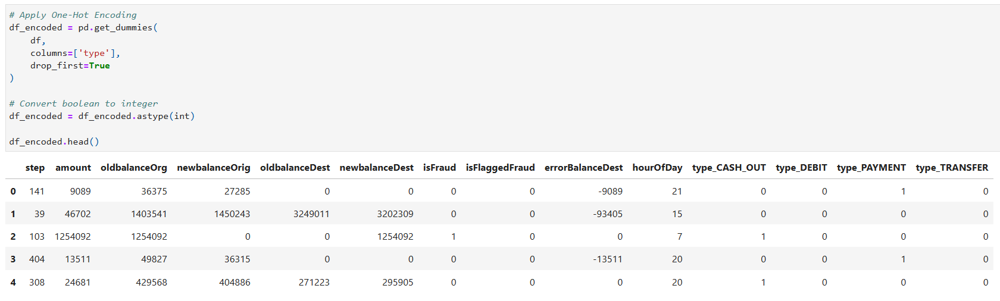 # Apply One-Hot Encoding
df_encoded = pd.get_dummies(
    df,
    columns=['type'],
    drop_first=True
)
# Convert boolean to integer
df_encoded = df_encoded.astype(int)
df_encoded.head()
step amount oldbalanceOrg newbalanceOrig oldbalanceDest newbalanceDest isFraud isFlaggedFraud errorBalanceDest hourOfDay type_CASH_OUT type_DEBIT type_PAYMENT type_TRANSFER
0 141 9089 36375 27285 0 0 0 0 -9089 21 0 0 1 0
1 39 46702 1403541 1450243 3249011 3202309 0 0 -93405 15 0 0 0 0
2 103 1254092 1254092 0 0 1254092 1 0 0 7 1 0 0 0
3 404 13511 49827 36315 0 0 0 0 -13511 20 0 0 1 0
4 308 24681 429568 404886 271223 295905 0 0 0 20 1 0 0 0